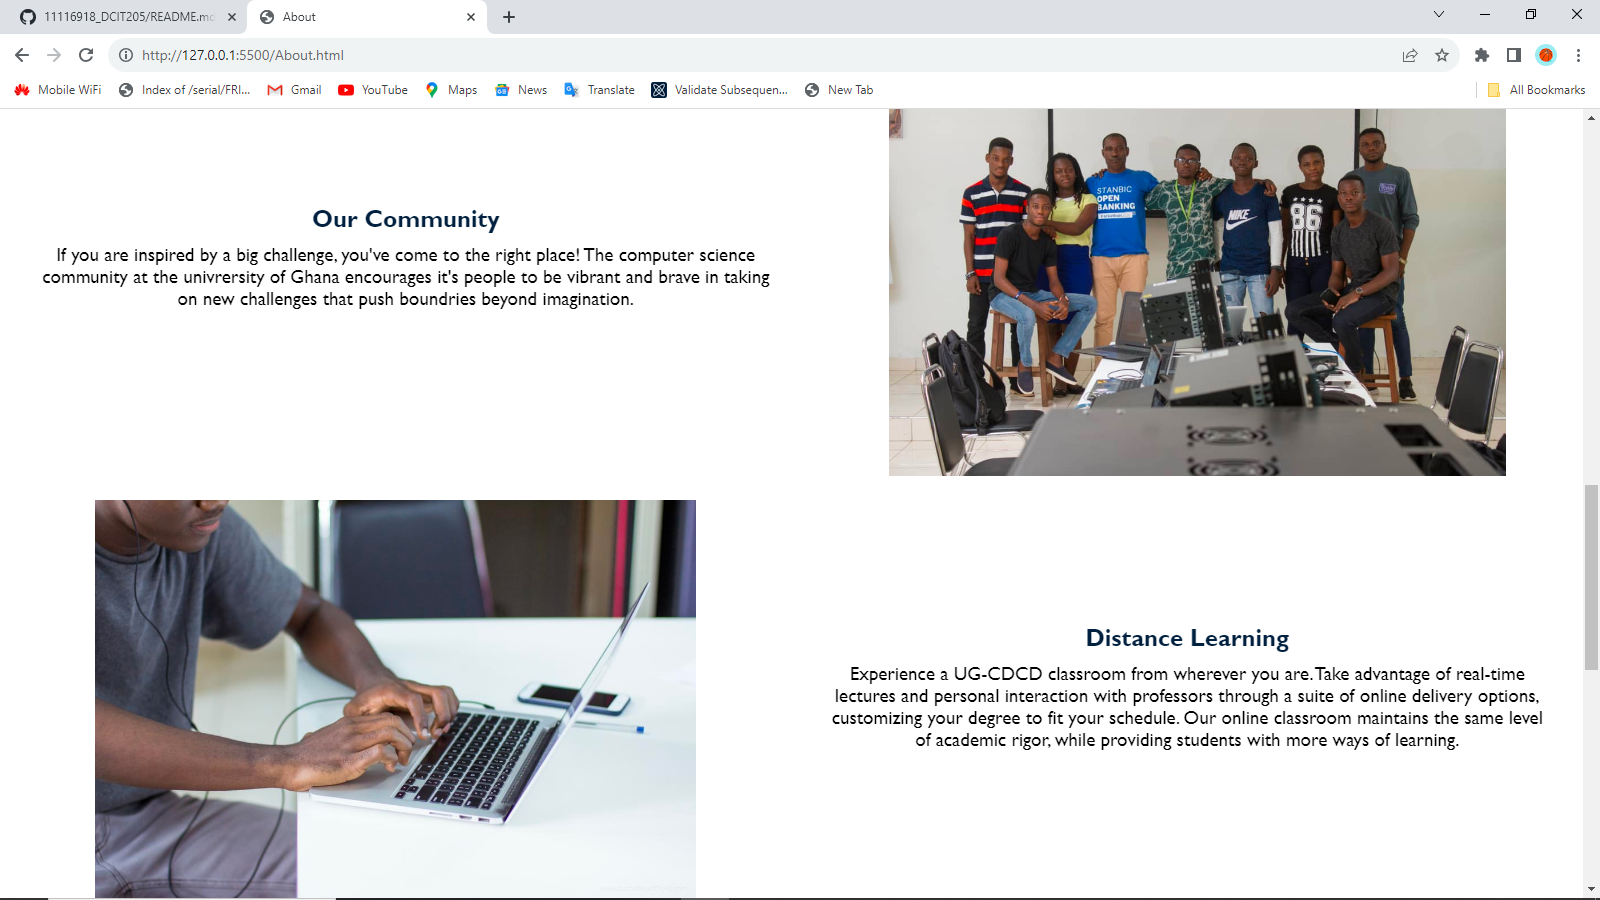 11116918_DCIT205/README.mc
About
http://127.0.0.1:5500/About.html
Mobile WiFi
Index of /serial/FRI...
Gmail
YouTube
Maps
News
Translate
Validate Subsequen...
New Tab
All Bookmarks
STANBIC
OPEN
BANKING
NIKE
86
Our Community
If you are inspired by a big challenge, you've come to the right place! The computer science
community at the univrersity of Ghana encourages it's people to be vibrant and brave in taking
on new challenges that push boundries beyond imagination.
Distance Learning
Experience a UG-CDCD classroom from wherever you are. Take advantage of real-time
lectures and personal interaction with professors through a suite of online delivery options,
customizing your degree to fit your schedule. Our online classroom maintains the same level
of academic rigor, while providing students with more ways of learning.